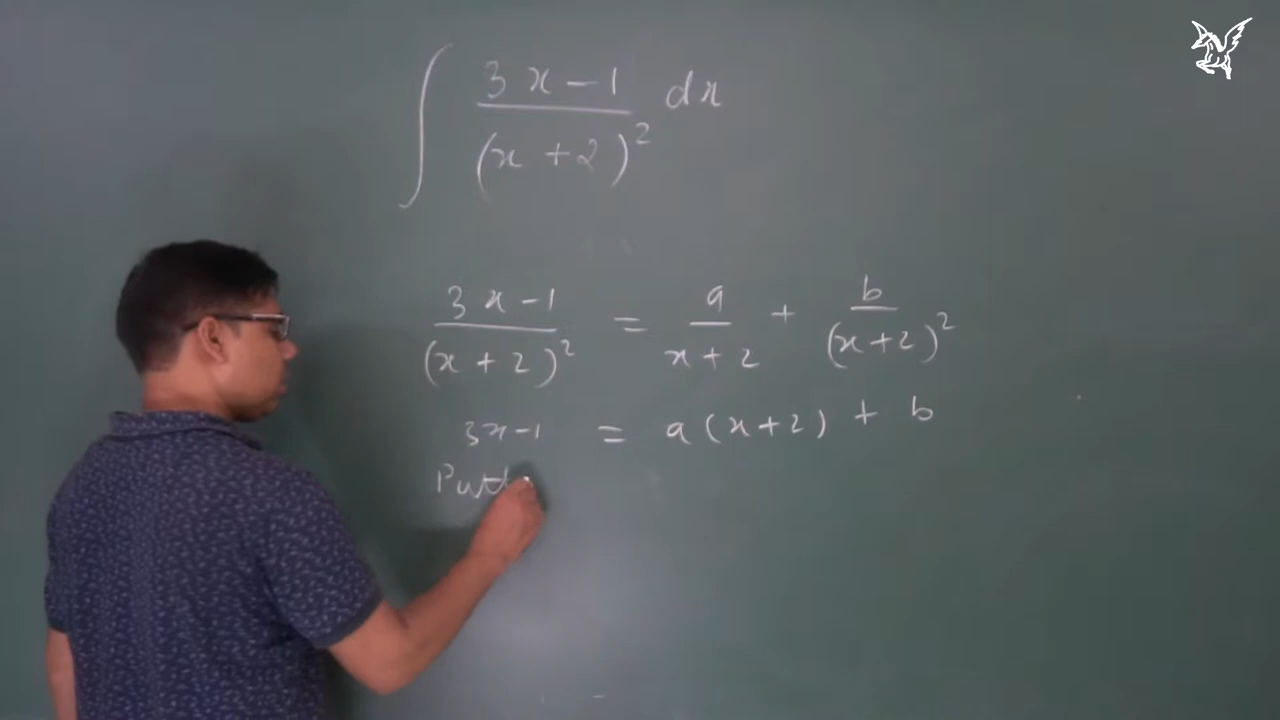 ∫ (3x-1)/(x+2)² dx
(3x-1)/(x+2)² = a/(x+2) + b/(x+2)²
3x-1 = a(x+2) + b
Put